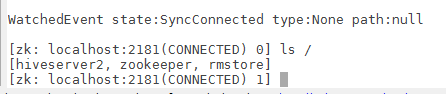 WatchedEvent state:SyncConnected type:None path:null
[zk: localhost:2181(CONNECTED) 0] ls /
[hiveserver2, zookeeper, rmstore]
[zk: localhost:2181(CONNECTED) 1]